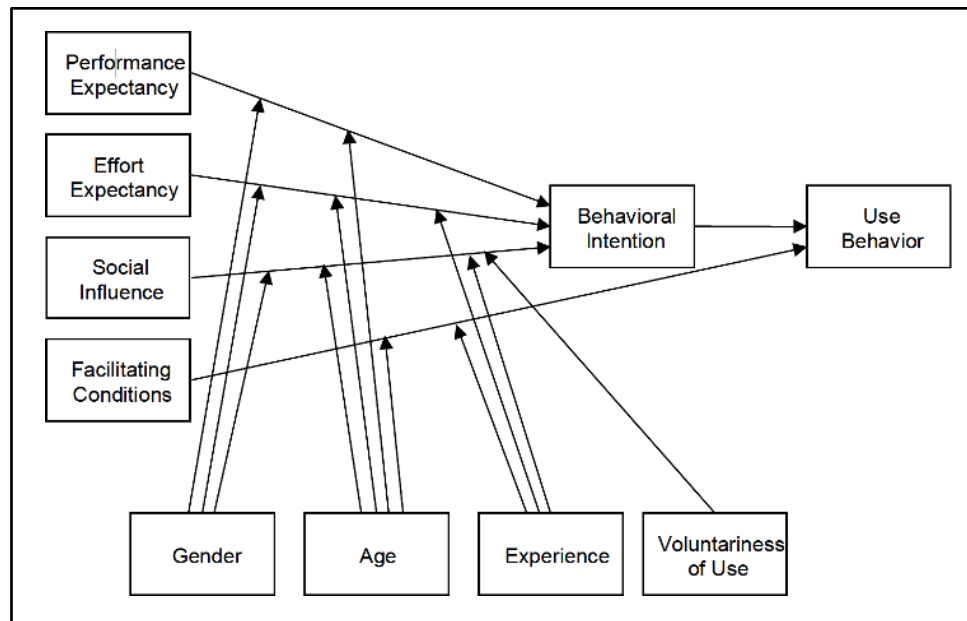 Performance
Expectancy
Effort
Expectancy
Social
Influence
Facilitating
Conditions
Behavioral
Intention
Use
Behavior
Gender
Age
Experience
Voluntariness
of Use